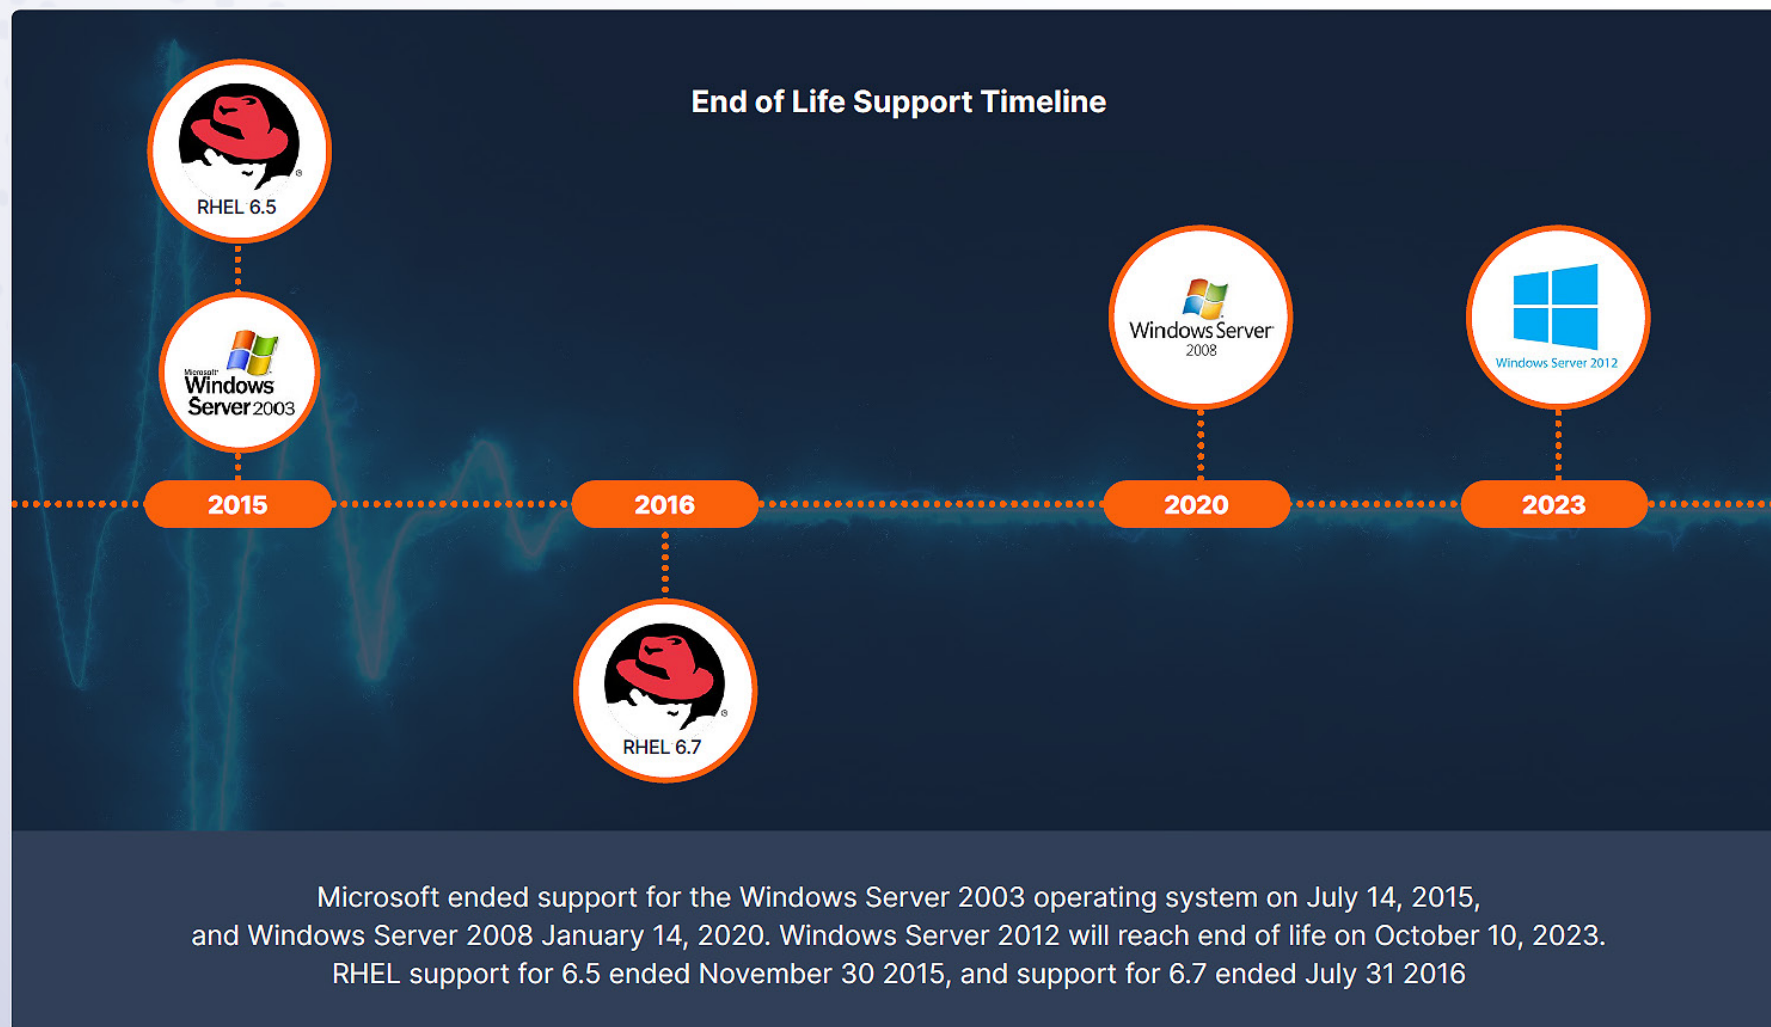 End of Life Support Timeline
RHEL 6.5
Microsoft
Windows
Server 2003
Windows Server
2008
Windows Server 2012
2015
2016
2020
2023
RHEL 6.7
Microsoft ended support for the Windows Server 2003 operating system on July 14, 2015,
and Windows Server 2008 January 14, 2020. Windows Server 2012 will reach end of life on October 10, 2023.
RHEL support for 6.5 ended November 30 2015, and support for 6.7 ended July 31 2016